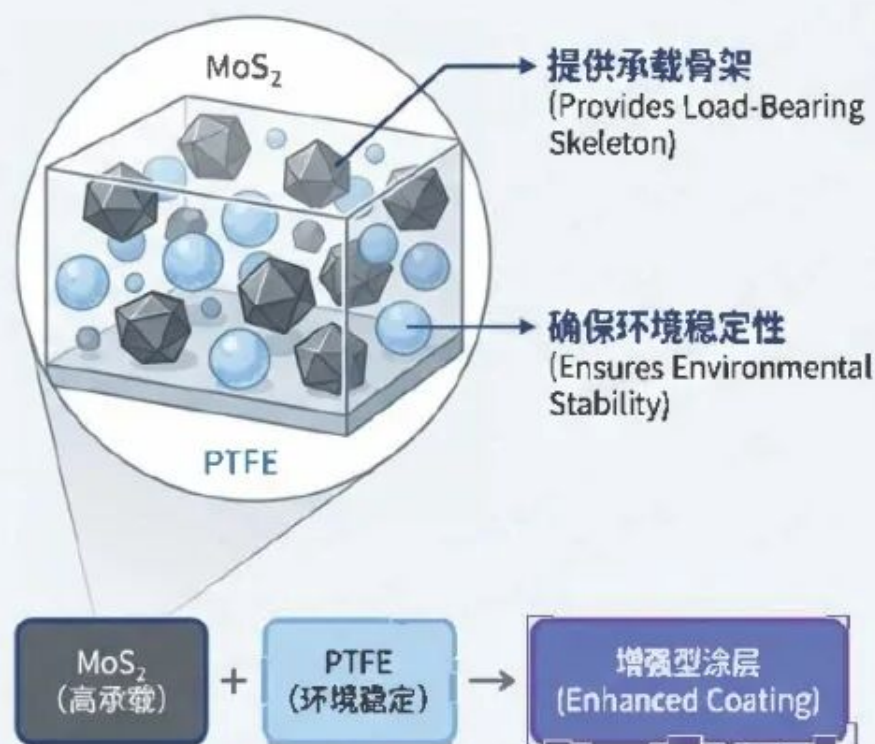 MoS₂
提供承载骨架
(Provides Load-Bearing
Skeleton)
确保环境稳定性
(Ensures Environmental
Stability)
PTFE
MoS₂
(高承载)
+
PTFE
(环境稳定)
→
增强型涂层
(Enhanced Coating)